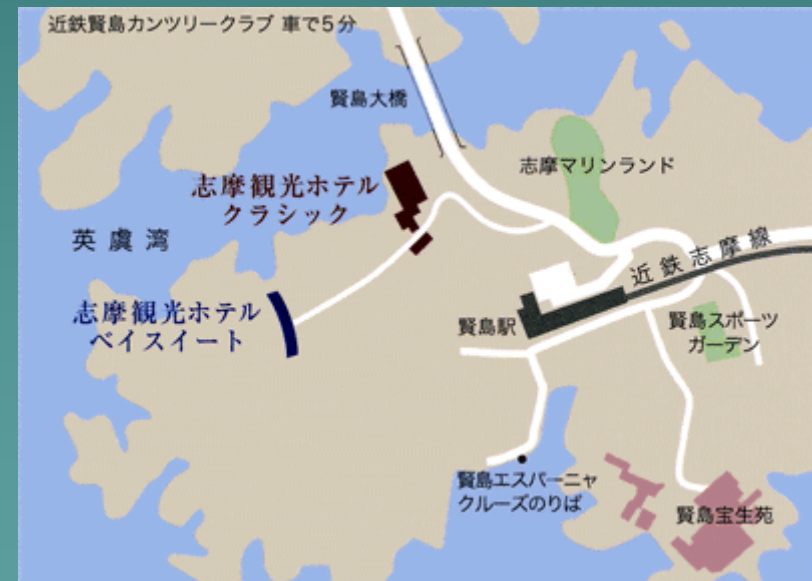 近鉄賢島カンツリークラブ 車で5分
賢島大橋
志摩マリンランド
志摩観光ホテル
クラシック
英虞湾
近鉄志摩線
志摩観光ホテル
ベイスイート
賢島駅
賢島スポーツ
ガーデン
賢島エスパーニャ
クルーズのりば
賢島宝生苑